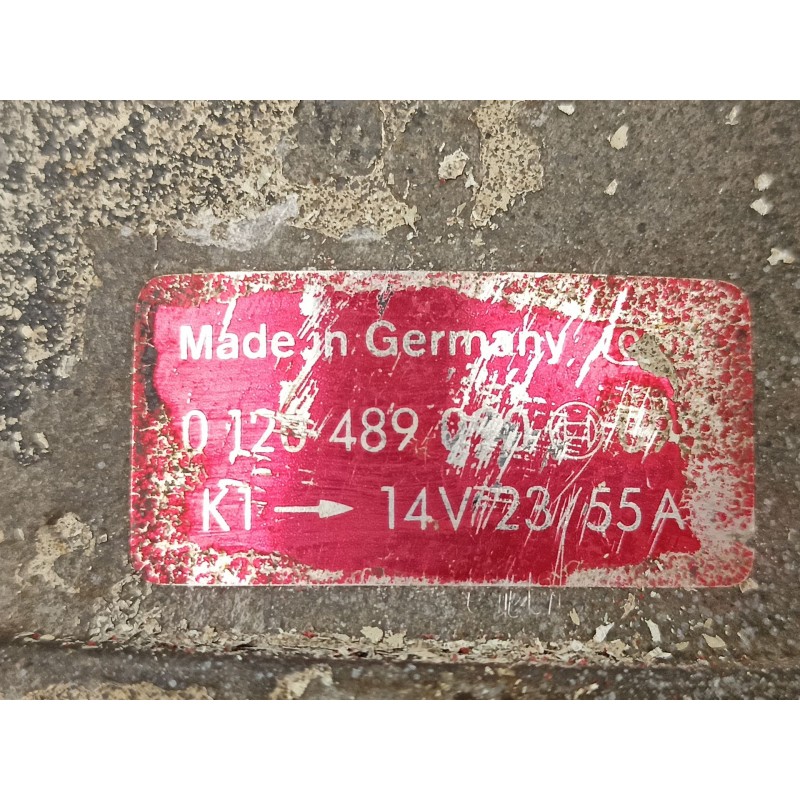 Made in Germany
0 120 489
K1 → 14V 23/55A